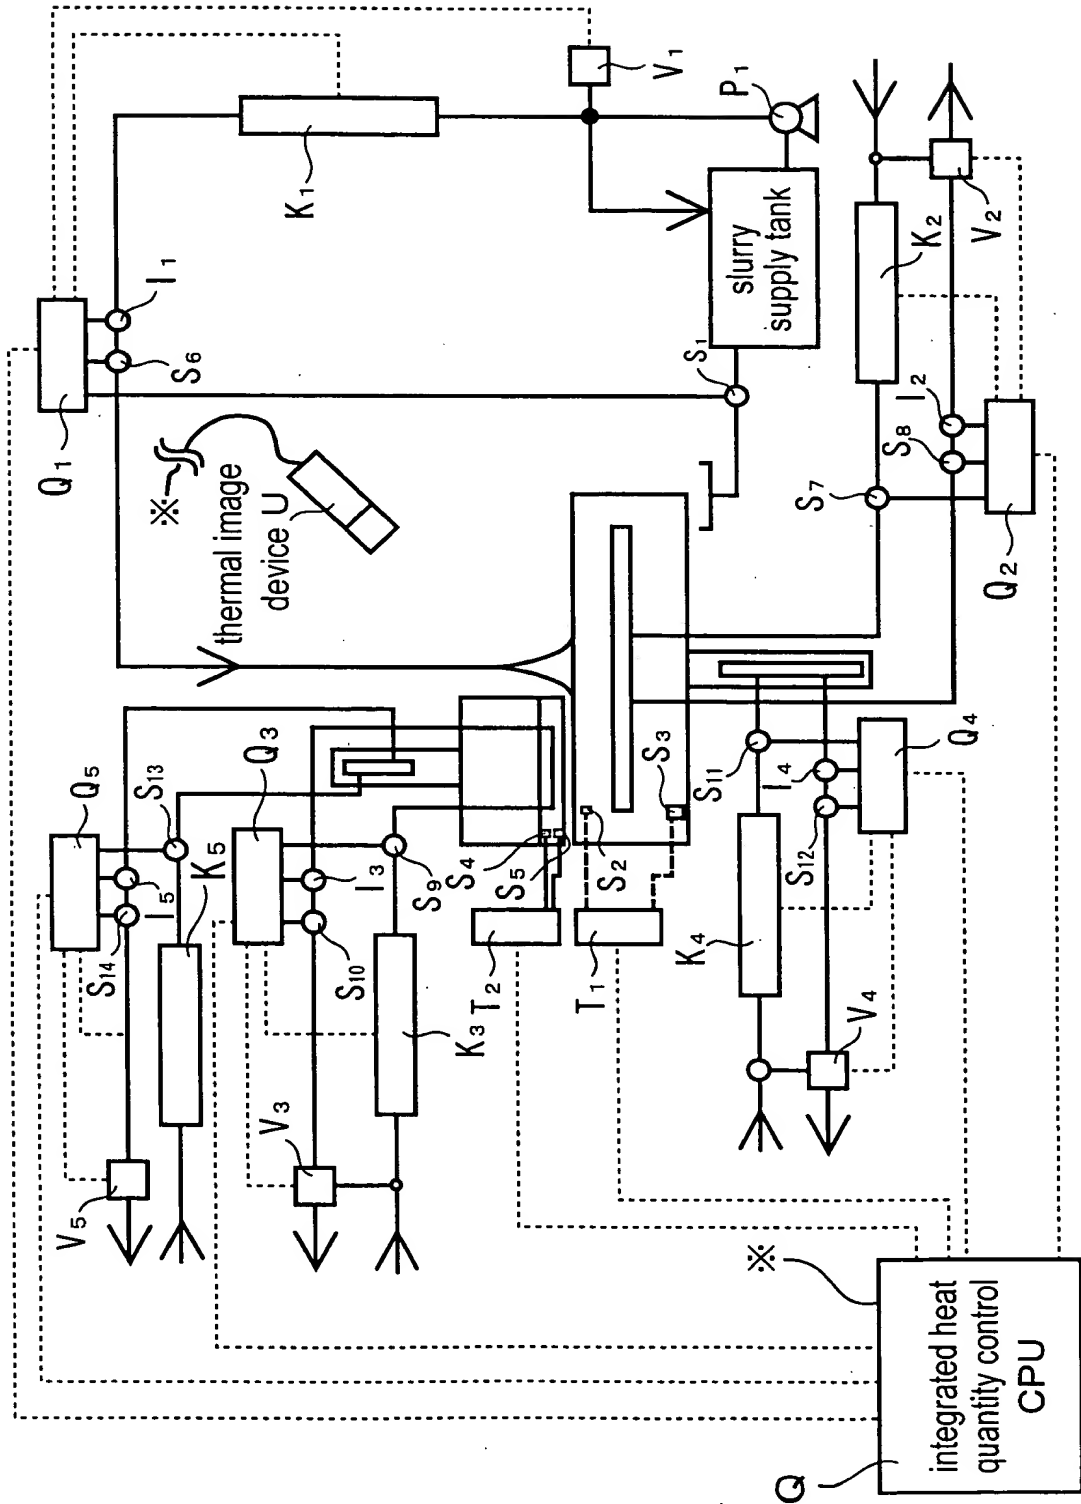 Q1
I1
S6
K1
V1
P1
slurry
supply tank
S1
※
thermal image
device U
K2
V2
I2
S8
S7
Q2
Q5
S13
K5
I5
S14
V5
Q3
I3
S9
S10
K3
V3
S4
S5
T2
S2
S3
T1
S11
I4
S12
Q4
K4
V4
※
integrated heat
quantity control
CPU
Q